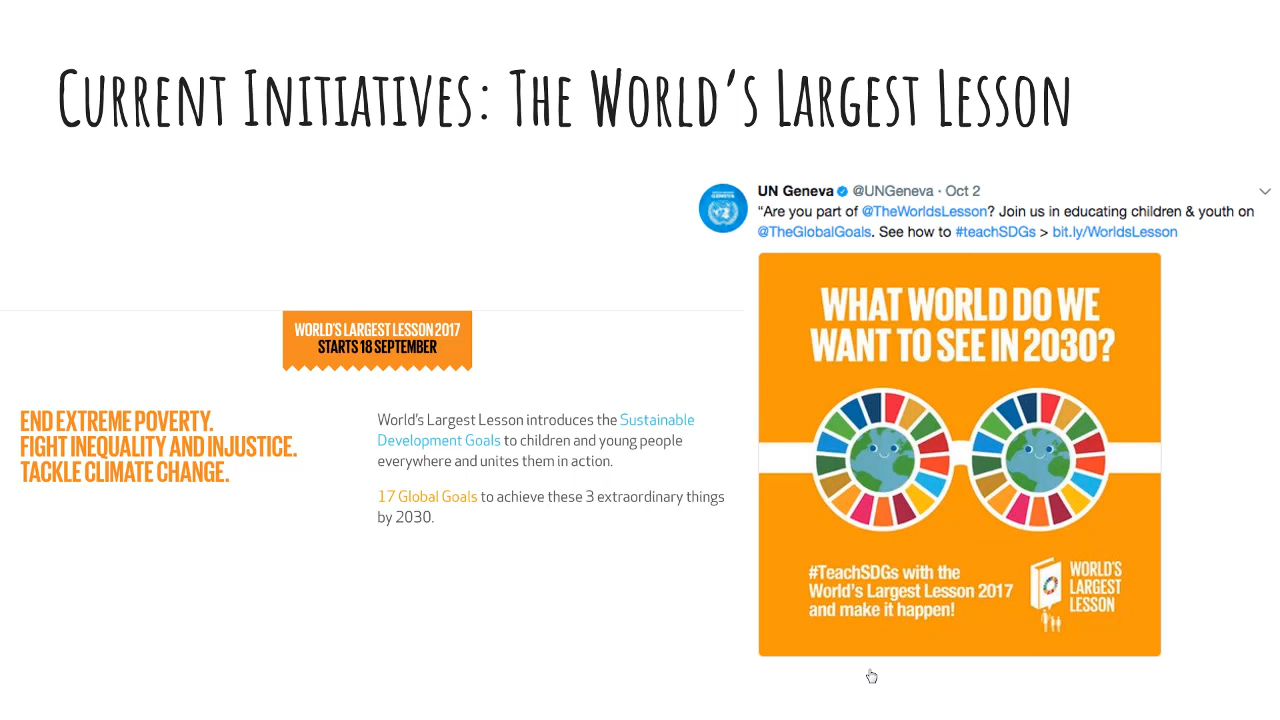 Current Initiatives: The World's Largest Lesson
UN Geneva @UNGeneva · Oct 2
“Are you part of @TheWorldsLesson? Join us in educating children & youth on
@TheGlobalGoals. See how to #teachSDGs > bit.ly/WorldsLesson
WHAT WORLD DO WE
WANT TO SEE IN 2030?
#TeachSDGs with the
World's Largest Lesson 2017
and make it happen!
WORLD'S
LARGEST
LESSON
WORLD'S LARGEST LESSON 2017
STARTS 18 SEPTEMBER
END EXTREME POVERTY.
FIGHT INEQUALITY AND INJUSTICE.
TACKLE CLIMATE CHANGE.
World's Largest Lesson introduces the Sustainable
Development Goals to children and young people
everywhere and unites them in action.
17 Global Goals to achieve these 3 extraordinary things
by 2030.